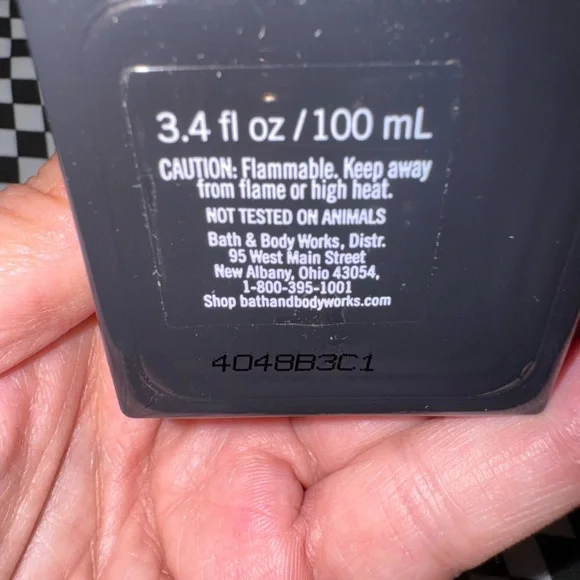 3.4 fl oz / 100 mL
CAUTION: Flammable. Keep away
from flame or high heat.
NOT TESTED ON ANIMALS
Bath & Body Works, Distr.
95 West Main Street
New Albany, Ohio 43054,
1-800-395-1001
Shop bathandbodyworks.com
4048B3C1